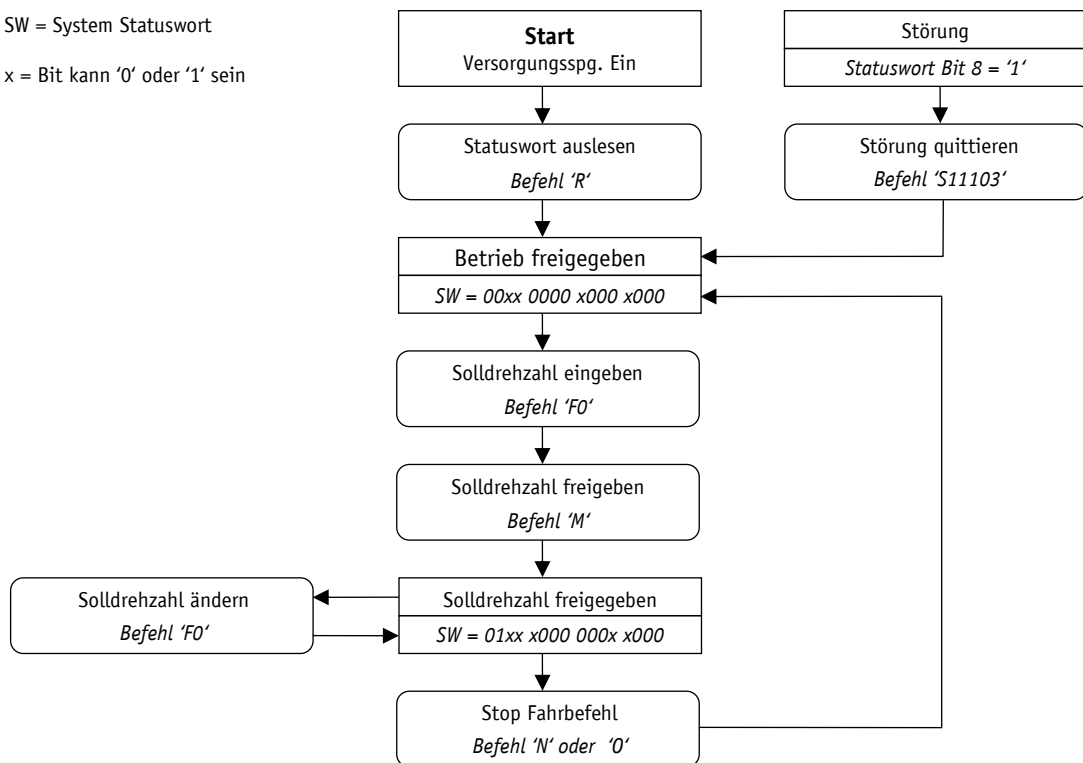 SW = System Statuswort
x = Bit kann ‘0‘ oder ‘1‘ sein
Start
Versorgungsspg. Ein
Störung
Statuswort Bit 8 = ‘1‘
Statuswort auslesen
Befehl ‘R‘
Störung quittieren
Befehl ‘S11103‘
Betrieb freigegeben
SW = 00xx 0000 x000 x000
Solldrehzahl eingeben
Befehl ‘F0‘
Solldrehzahl freigeben
Befehl ‘M‘
Solldrehzahl ändern
Befehl ‘F0‘
Solldrehzahl freigegeben
SW = 01xx x000 000x x000
Stop Fahrbefehl
Befehl ‘N‘ oder ‘0‘